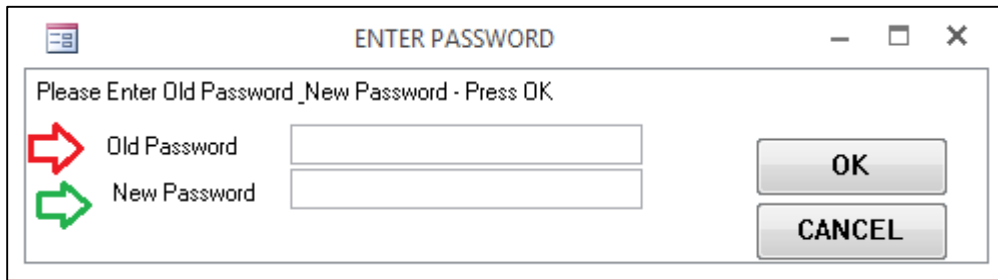 ENTER PASSWORD
Please Enter Old Password _New Password - Press OK
Old Password
New Password
OK
CANCEL